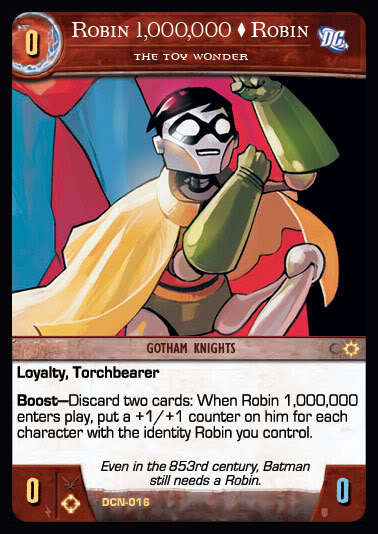 0
Robin 1,000,000 ♦ Robin
DC
THE TOY WONDER
GOTHAM KNIGHTS
C
Loyalty, Torchbearer
Boost—Discard two cards: When Robin 1,000,000
enters play, put a +1/+1 counter on him for each
character with the identity Robin you control.
Even in the 853rd century, Batman
still needs a Robin.
0
DCN-016
0